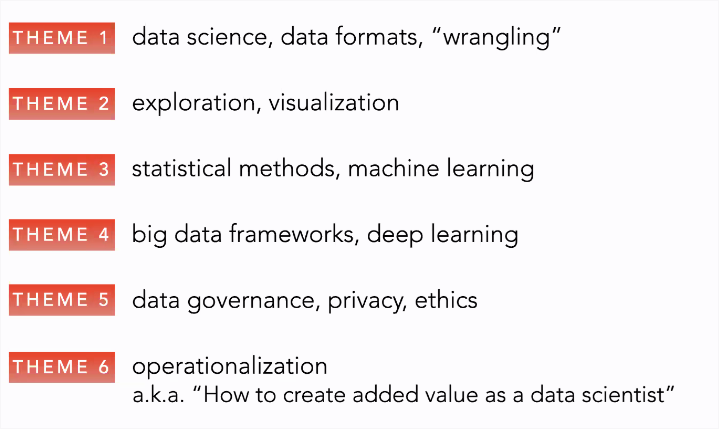 THEME 1 data science, data formats, “wrangling”
THEME 2 exploration, visualization
THEME 3 statistical methods, machine learning
THEME 4 big data frameworks, deep learning
THEME 5 data governance, privacy, ethics
THEME 6 operationalization
a.k.a. “How to create added value as a data scientist”